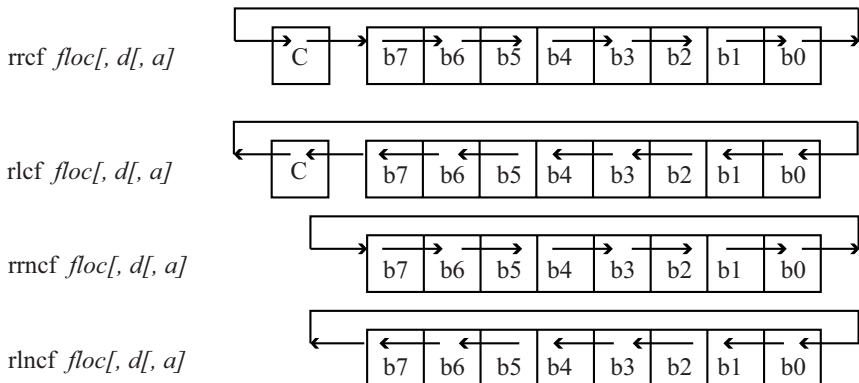 rrcf floc[, d[, a] C b7 b6 b5 b4 b3 b2 b1 b0
rlcf floc[, d[, a] C b7 b6 b5 b4 b3 b2 b1 b0
rrncf floc[, d[, a] b7 b6 b5 b4 b3 b2 b1 b0
rlncf floc[, d[, a] b7 b6 b5 b4 b3 b2 b1 b0